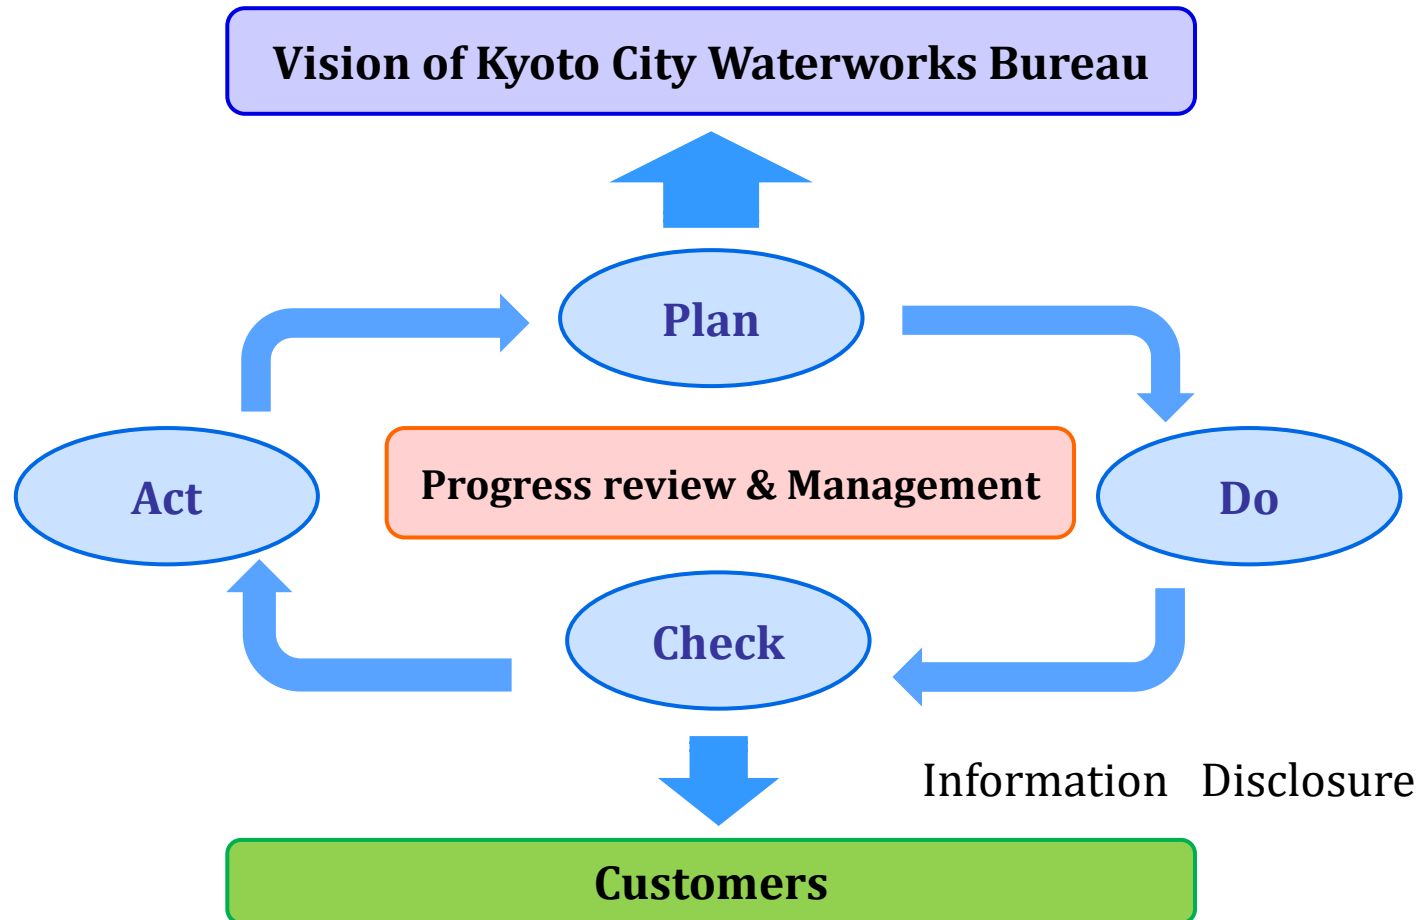 Vision of Kyoto City Waterworks Bureau
Plan
Act
Progress review & Management
Do
Check
Information Disclosure
Customers